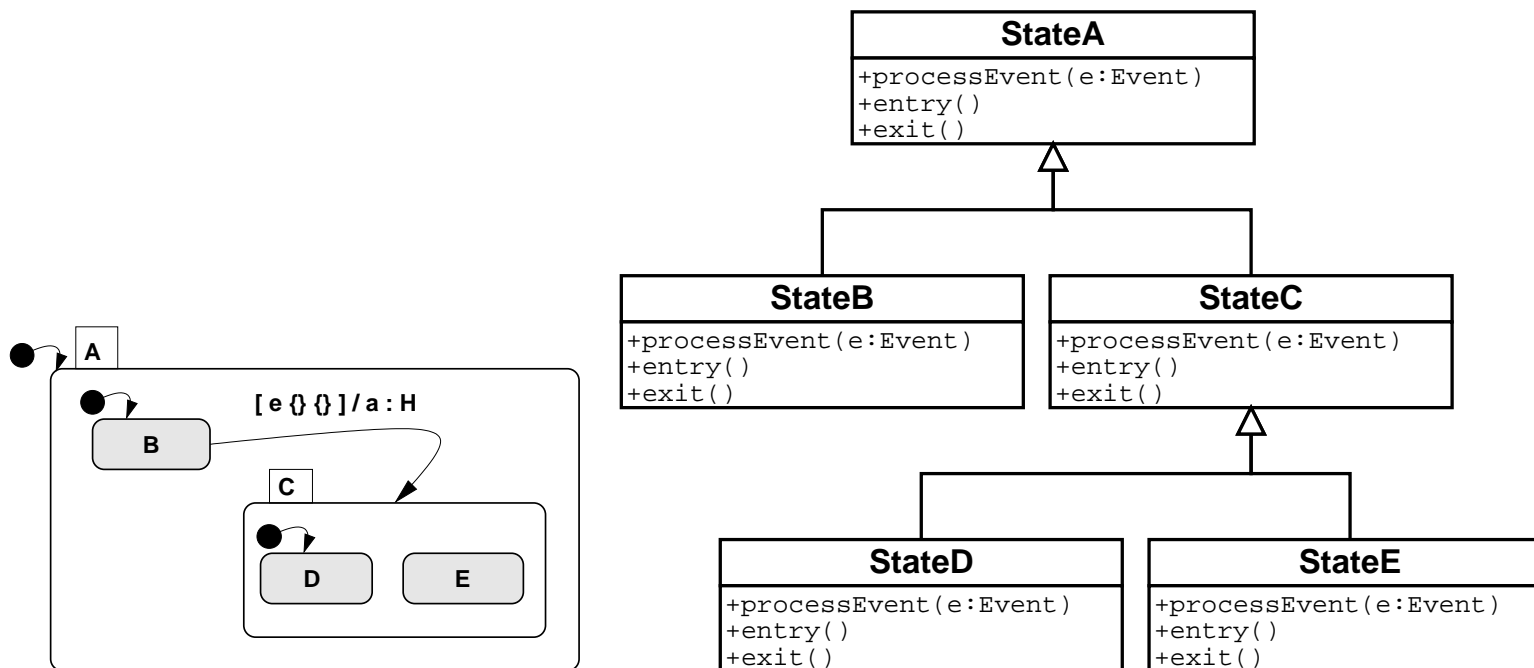 A
B
[ e {} {} ] / a : H
C
D
E
StateA
+processEvent(e:Event)
+entry()
+exit()
StateB
+processEvent(e:Event)
+entry()
+exit()
StateC
+processEvent(e:Event)
+entry()
+exit()
StateD
+processEvent(e:Event)
+entry()
+exit()
StateE
+processEvent(e:Event)
+entry()
+exit()